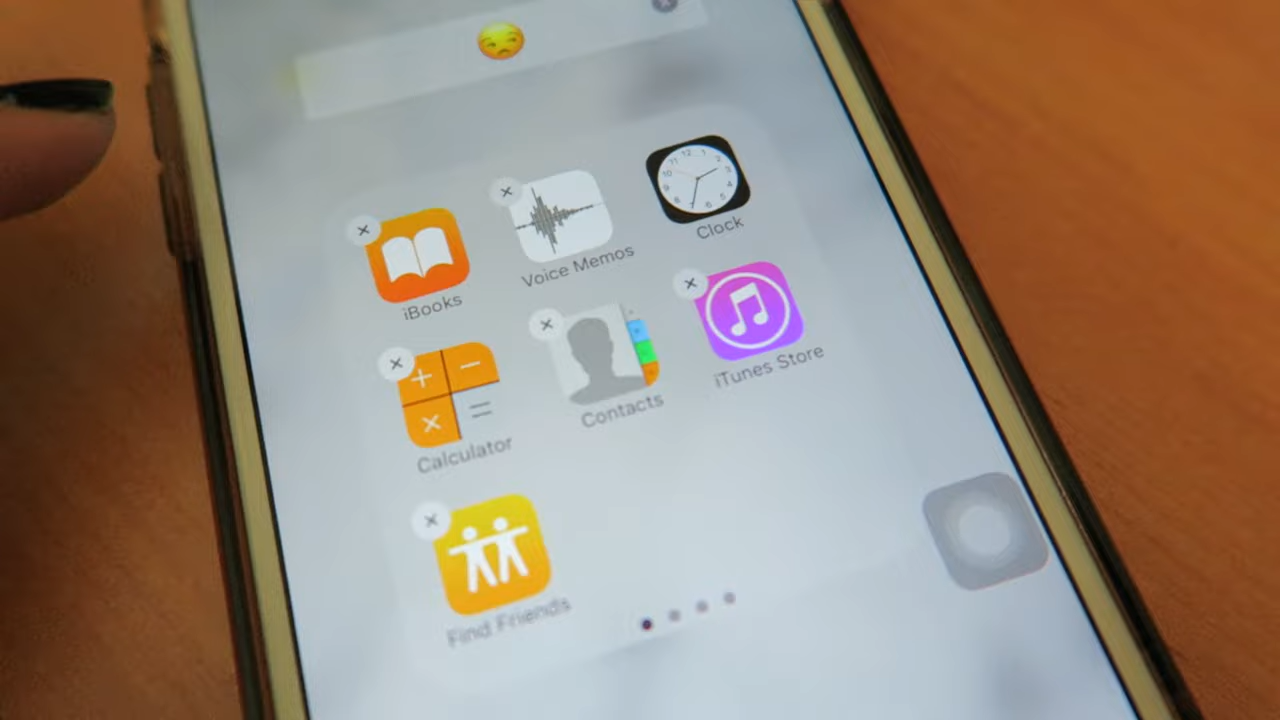 iBooks
Voice Memos
Clock
Calculator
Contacts
iTunes Store
Find Friends